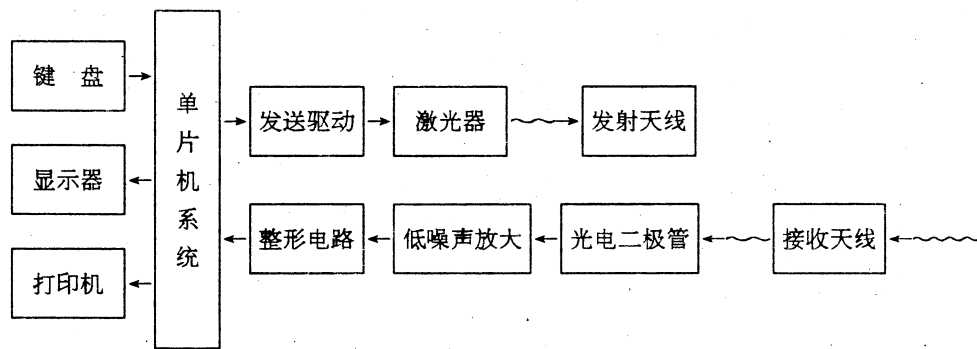 键 盘
显示器
打印机
单片机系统
发送驱动
激光器
发射天线
整形电路
低噪声放大
光电二极管
接收天线